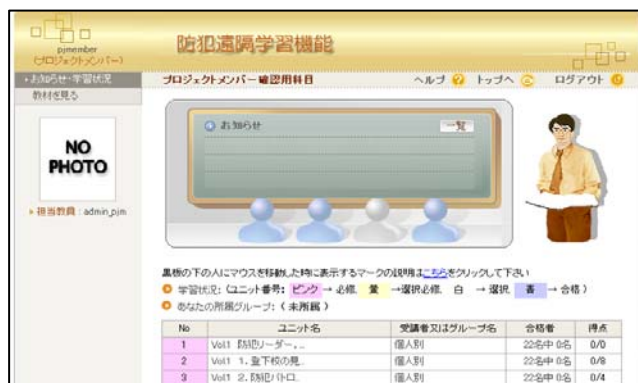 pjmember
(プロジェクトメンバー)
防犯遠隔学習機能
お知らせ・学習状況
プロジェクトメンバー確認用科目
ヘルプ
トップへ
ログアウト
教材を見る
お知らせ
一覧
NO
PHOTO
担当教員：admin_pjm
黒板の下の人にマウスを移動した時に表示するマークの説明はこちらをクリックして下さい
学習状況：(ユニット番号： ピンク → 必修, 黄 →選択必修, 白 → 選択, 青 → 合格)
あなたの所属グループ：( 未所属 )
No ユニット名 受講者又はグループ名 合格者 得点
1 Vol.1 防犯リーダー,... 個人別 22名中 0名 0/0
2 Vol.1 1. 登下校の見... 個人別 22名中 0名 0/8
3 Vol.1 2. 防犯パトロ... 個人別 22名中 0名 0/4